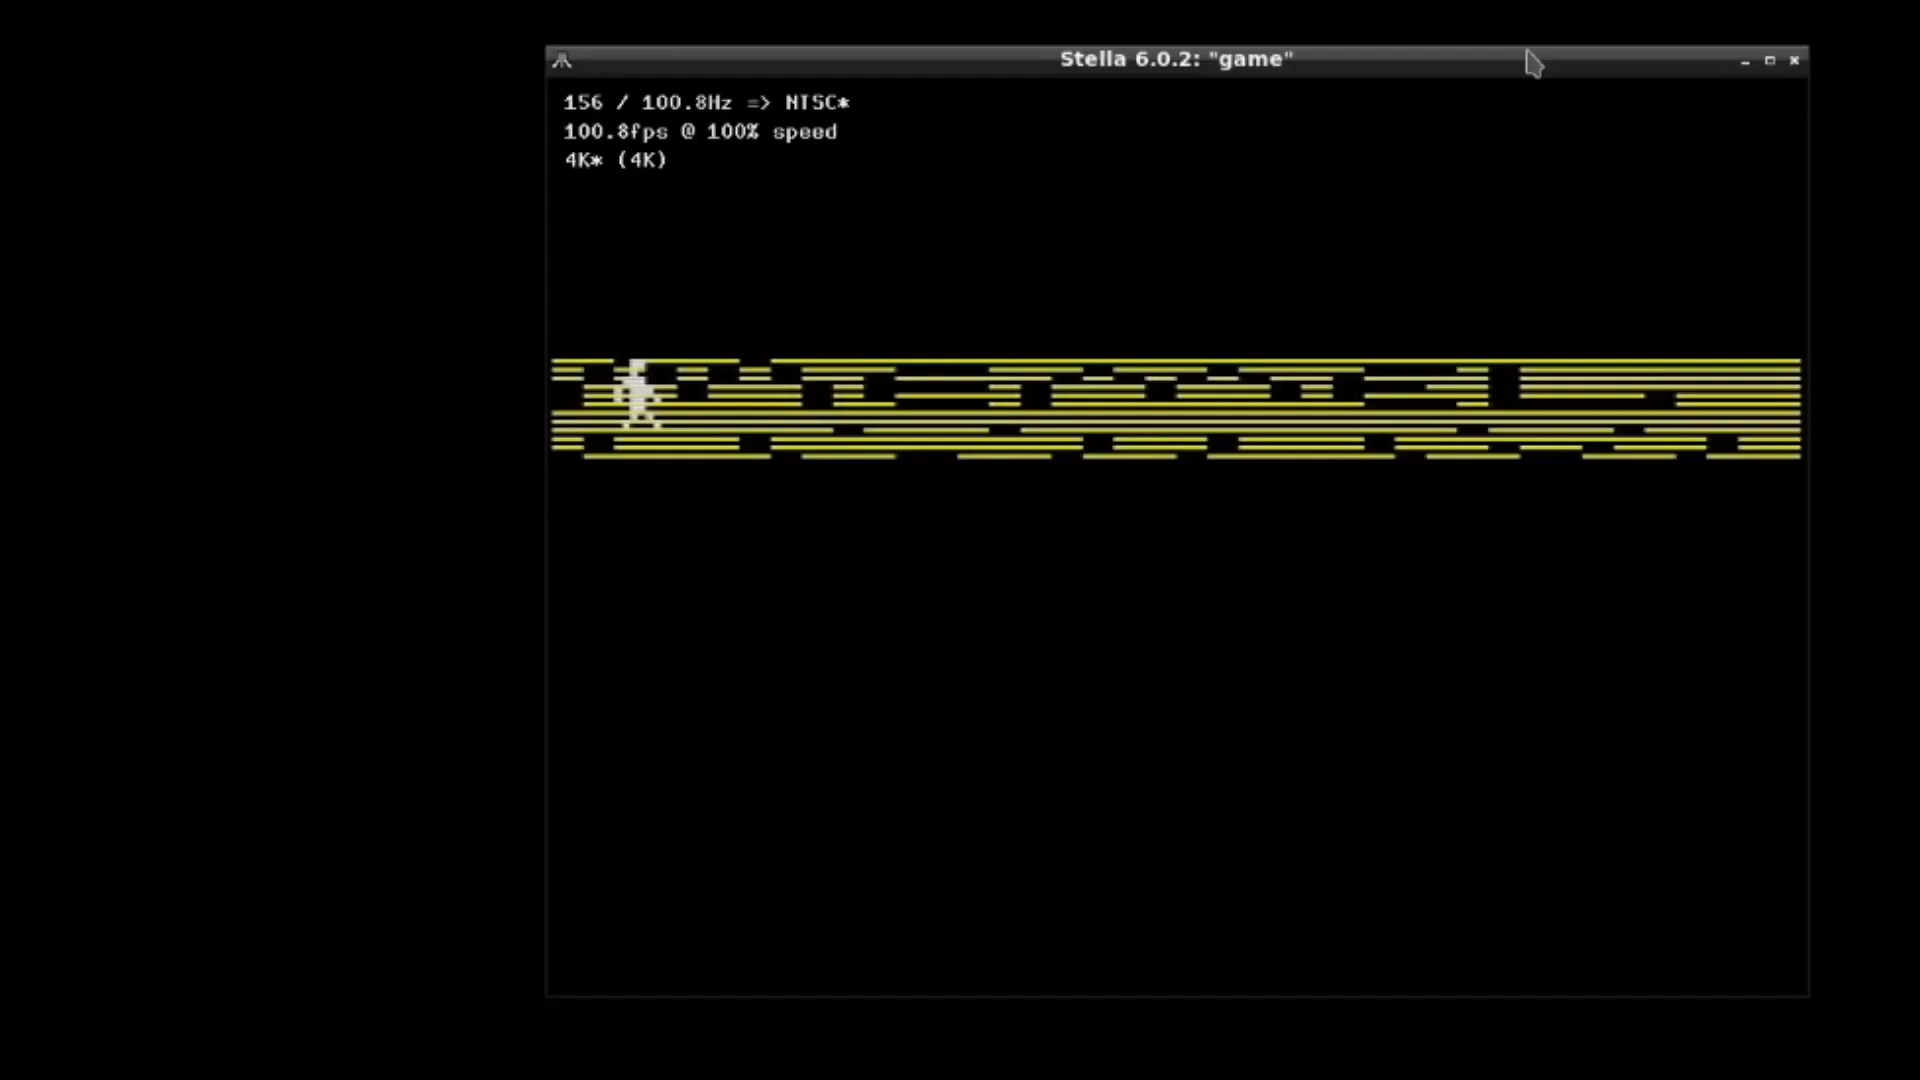 Stella 6.0.2: "game"
156 / 100.8Hz => NTSC*
100.8fps @ 100% speed
4K* (4K)